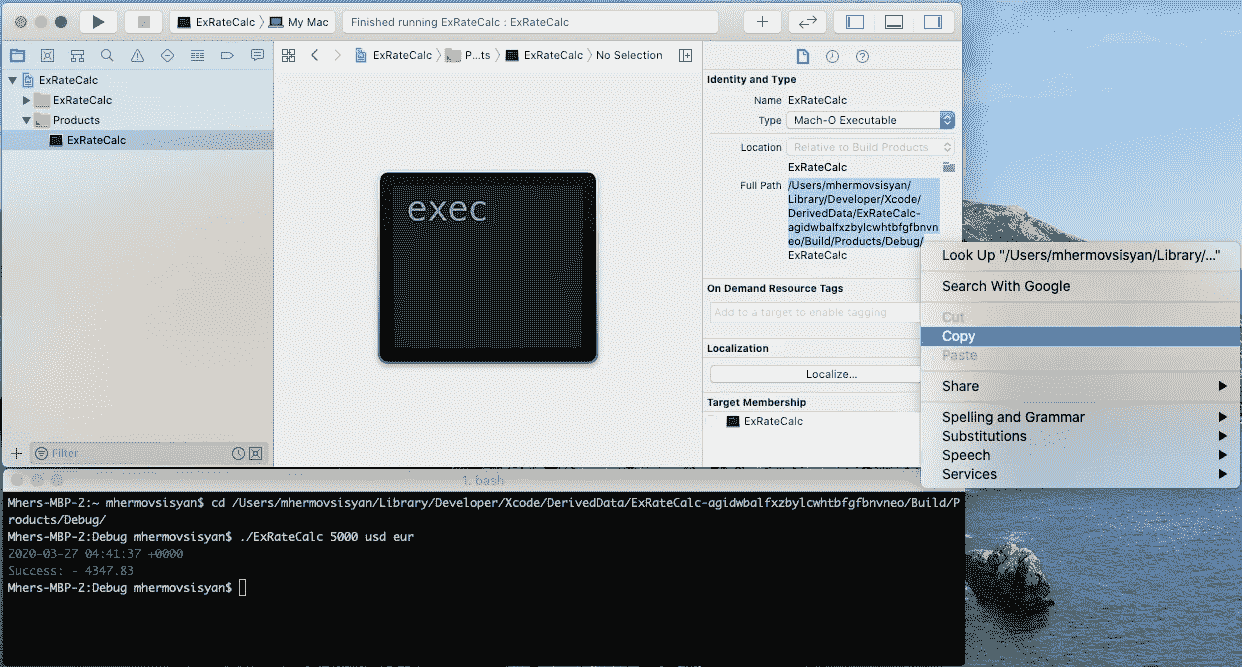 ExRateCalc
My Mac
Finished running ExRateCalc : ExRateCalc
ExRateCalc
P...ts
ExRateCalc
No Selection
ExRateCalc
ExRateCalc
Products
ExRateCalc
Filter
exec
Identity and Type
Name ExRateCalc
Type Mach-O Executable
Location Relative to Build Products
ExRateCalc
Full Path /Users/mhermovsisyan/
Library/Developer/Xcode/
DerivedData/ExRateCalc-
agidwbalfxzbylcwhtbfgfbnvn
neo/Build/Products/Debug/
ExRateCalc
On Demand Resource Tags
Add to a target to enable tagging
Localization
Localize...
Target Membership
ExRateCalc
Look Up "/Users/mhermovsisyan/Library/..."
Search With Google
Cut
Copy
Paste
Share
Spelling and Grammar
Substitutions
Speech
Services
1. bash
Mhers-MBP-2:~ mhermovsisyan$ cd /Users/mhermovsisyan/Library/Developer/Xcode/DerivedData/ExRateCalc-agidwbalfxzbylcwhtbfgfbnvneo/Build/P
roducts/Debug/
Mhers-MBP-2:Debug mhermovsisyan$ ./ExRateCalc 5000 usd eur
2020-03-27 04:41:37 +0000
Success: - 4347.83
Mhers-MBP-2:Debug mhermovsisyan$